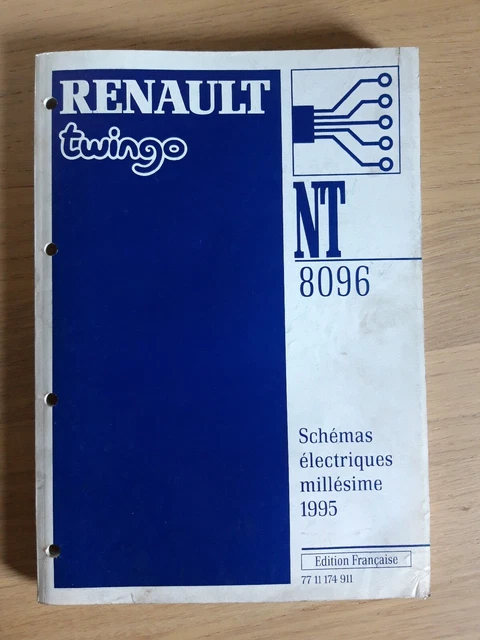 RENAULT
twingo
NT
8096
Schémas
électriques
millésime
1995
Edition Française
77 11 174 911